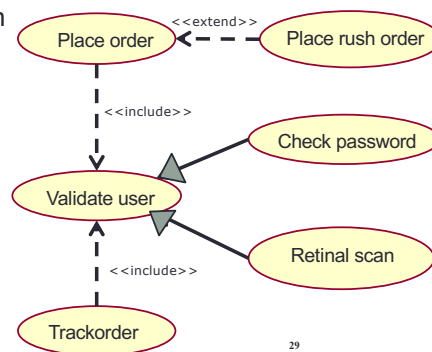 n
<<extend>>
Place order
Place rush order
<<include>>
Check password
Validate user
Retinal scan
<<include>>
Trackorder
29